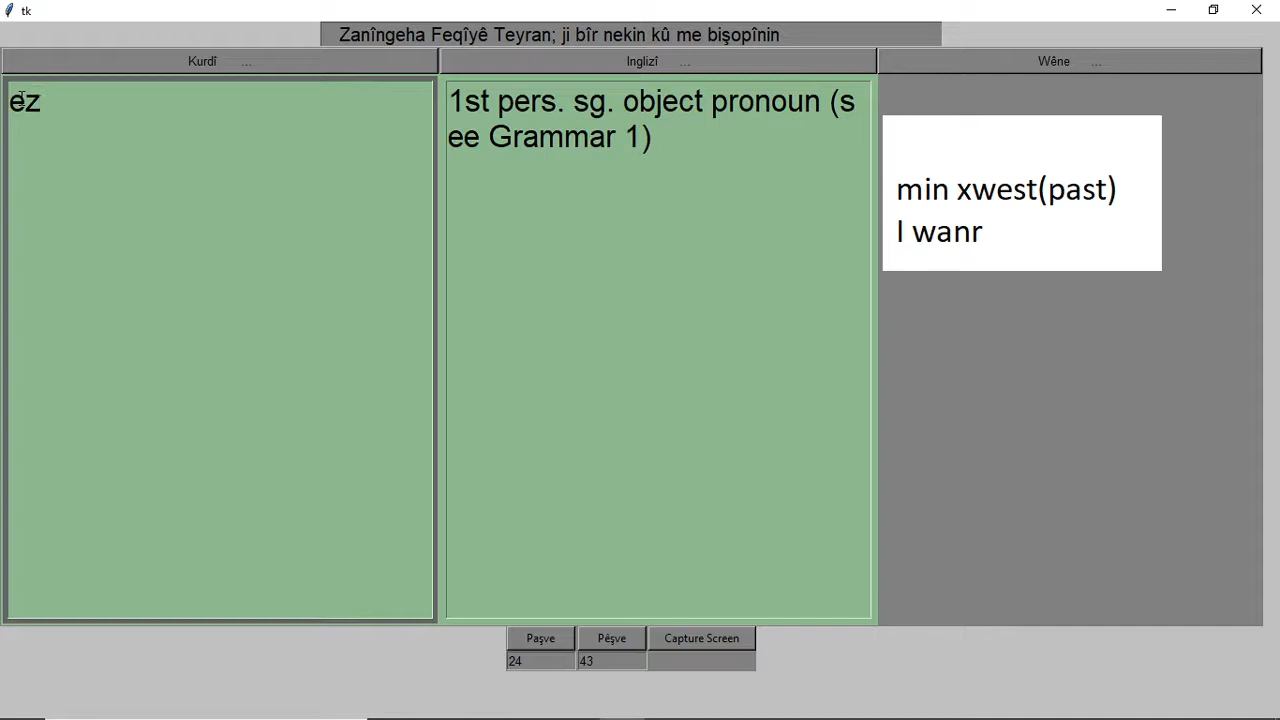 tk
Zanîngeha Feqîyê Teyran; ji bîr nekin kû me bişopînin
Kurdî ...
Inglizî ...
Wêne ...
ez
1st pers. sg. object pronoun (s
ee Grammar 1)
min xwest(past)
I wanr
Paşve
Pêşve
Capture Screen
24
43